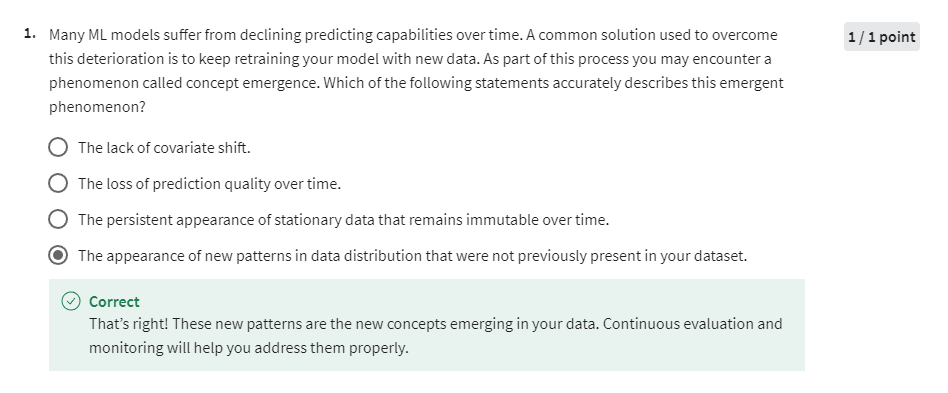 1. Many ML models suffer from declining predicting capabilities over time. A common solution used to overcome
1 / 1 point
this deterioration is to keep retraining your model with new data. As part of this process you may encounter a
phenomenon called concept emergence. Which of the following statements accurately describes this emergent
phenomenon?
The lack of covariate shift.
The loss of prediction quality over time.
The persistent appearance of stationary data that remains immutable over time.
The appearance of new patterns in data distribution that were not previously present in your dataset.
Correct
That's right! These new patterns are the new concepts emerging in your data. Continuous evaluation and
monitoring will help you address them properly.